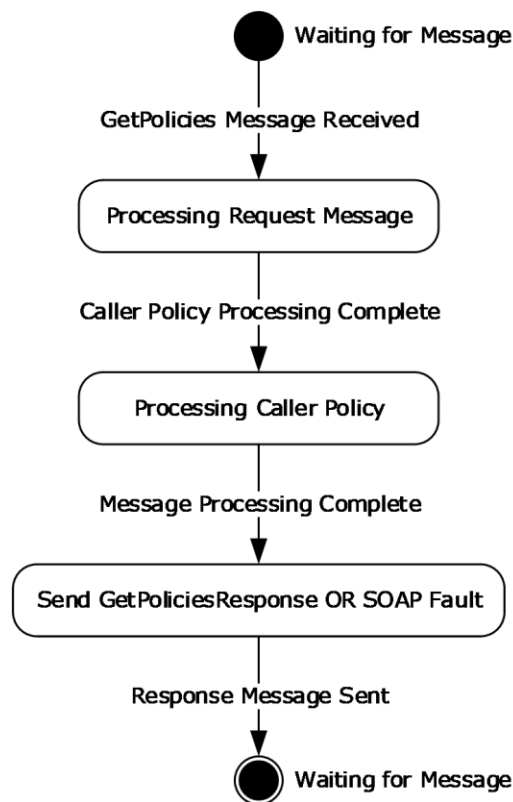 Waiting for Message
GetPolicies Message Received
Processing Request Message
Caller Policy Processing Complete
Processing Caller Policy
Message Processing Complete
Send GetPoliciesResponse OR SOAP Fault
Response Message Sent
Waiting for Message